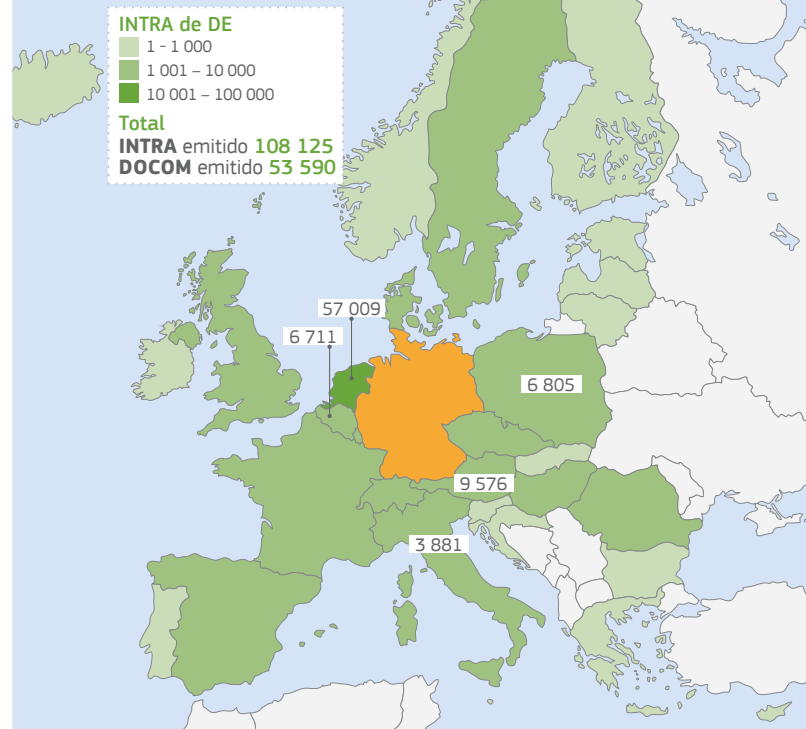 INTRA de DE
1 - 1 000
1 001 – 10 000
10 001 – 100 000
Total
INTRA emitido 108 125
DOCOM emitido 53 590
57 009
6 711
6 805
9 576
3 881